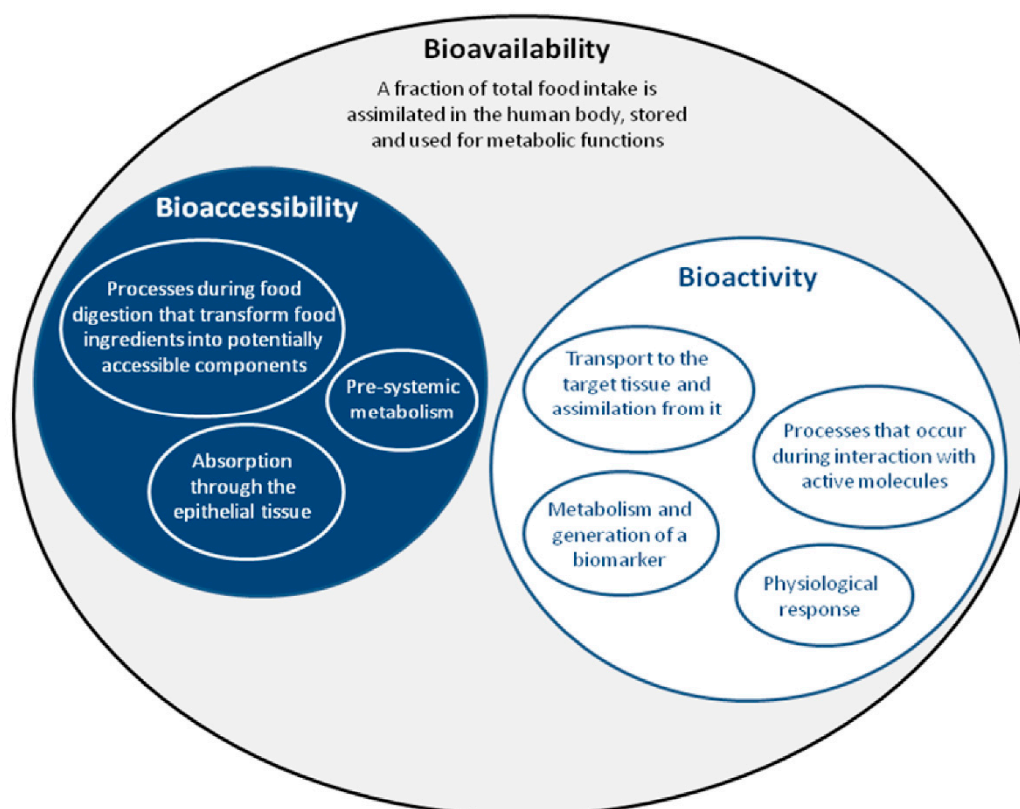 Bioavailability
A fraction of total food intake is
assimilated in the human body, stored
and used for metabolic functions
Bioaccessibility
Processes during food
digestion that transform food
ingredients into potentially
accessible components
Pre-systemic
metabolism
Absorption
through the
epithelial tissue
Bioactivity
Transport to the
target tissue and
assimilation from it
Processes that occur
during interaction with
active molecules
Metabolism and
generation of a
biomarker
Physiological
response